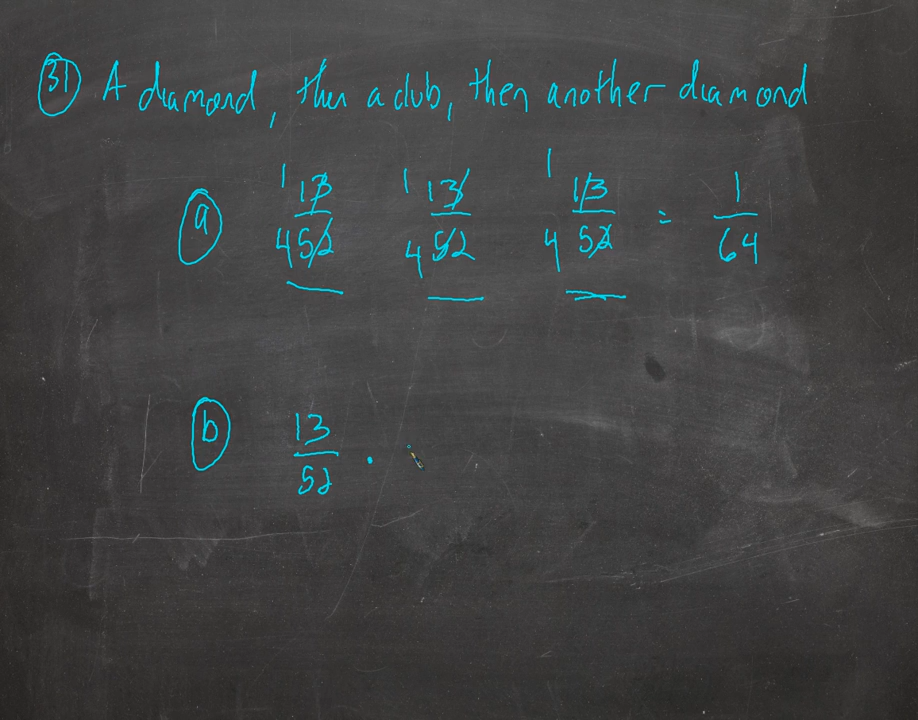 31 A diamond, then a club, then another diamond
a 1 13 1 13 1 13 = 1
4 52 4 52 4 52 64
b 13 .
52